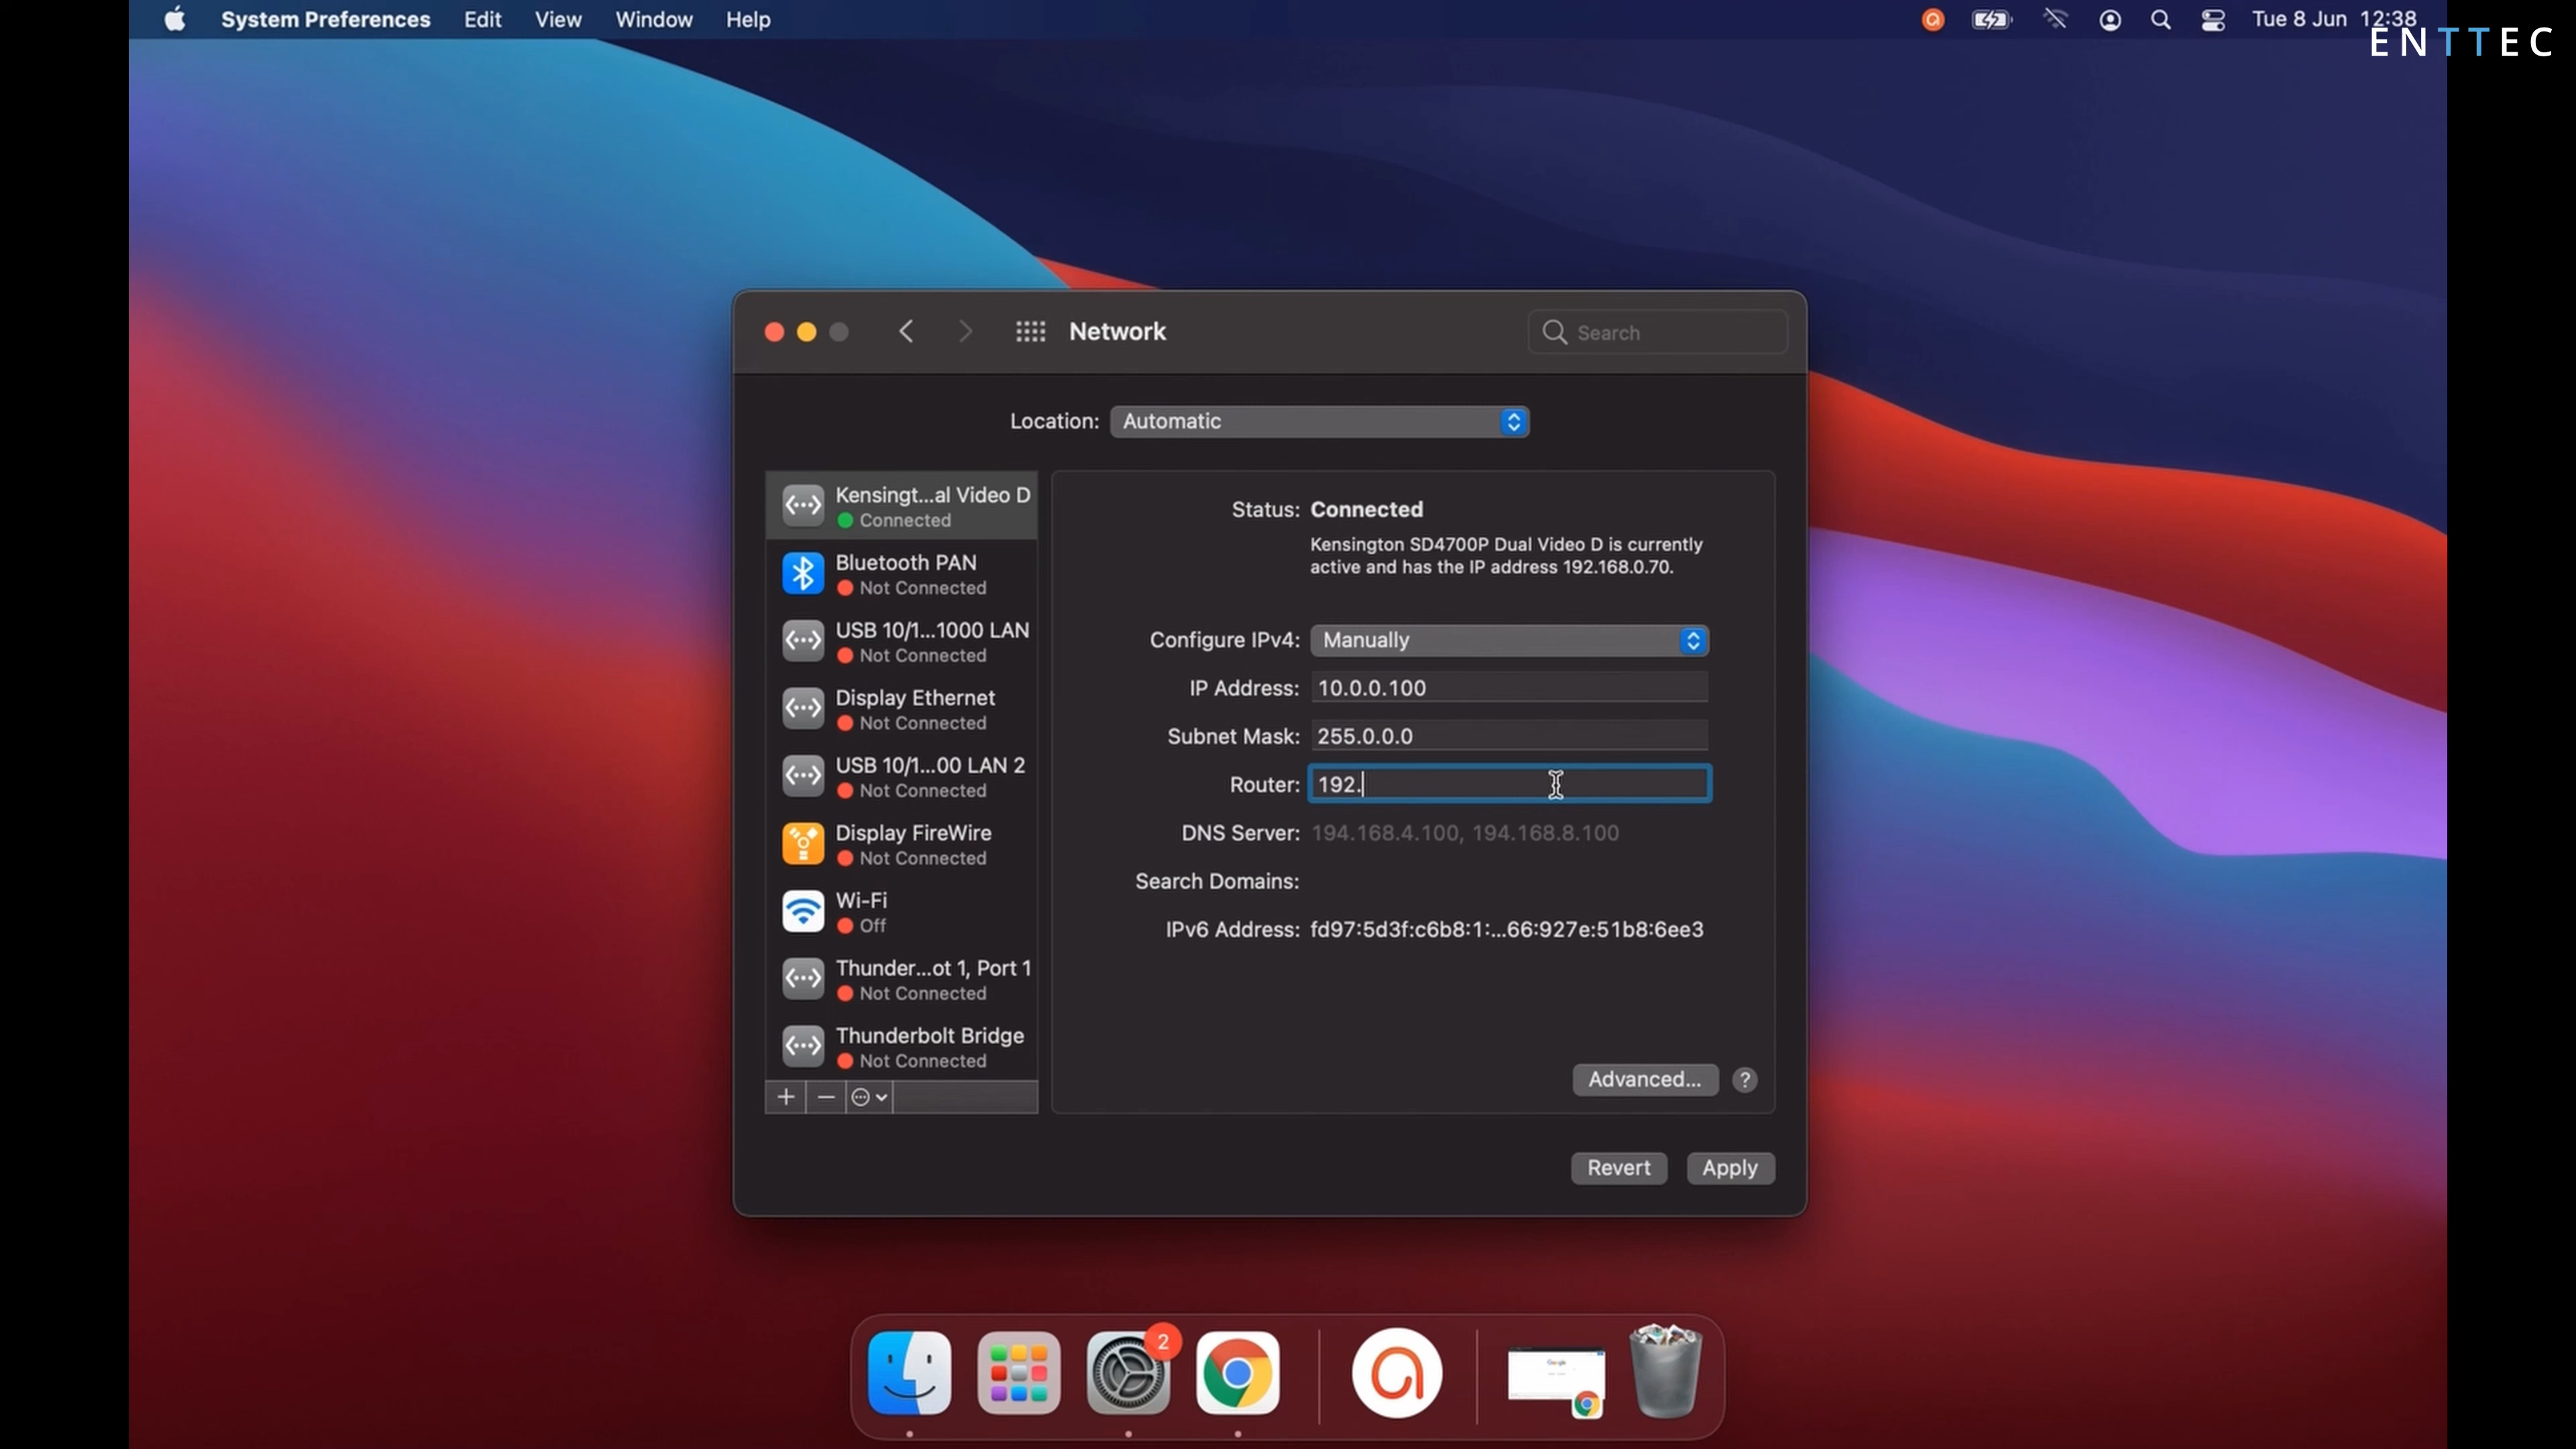 System Preferences Edit View Window Help Tue 8 Jun 12:38
ENTTEC
Network Search
Location: Automatic
Kensingt...al Video D
Connected
Bluetooth PAN
Not Connected
USB 10/1...1000 LAN
Not Connected
Display Ethernet
Not Connected
USB 10/1...00 LAN 2
Not Connected
Display FireWire
Not Connected
Wi-Fi
Off
Thunder...ot 1, Port 1
Not Connected
Thunderbolt Bridge
Not Connected
Status: Connected
Kensington SD4700P Dual Video D is currently
active and has the IP address 192.168.0.70.
Configure IPv4: Manually
IP Address: 10.0.0.100
Subnet Mask: 255.0.0.0
Router: 192.
DNS Server: 194.168.4.100, 194.168.8.100
Search Domains:
IPv6 Address: fd97:5d3f:c6b8:1:...66:927e:51b8:6ee3
Advanced... ?
Revert Apply
2
Google